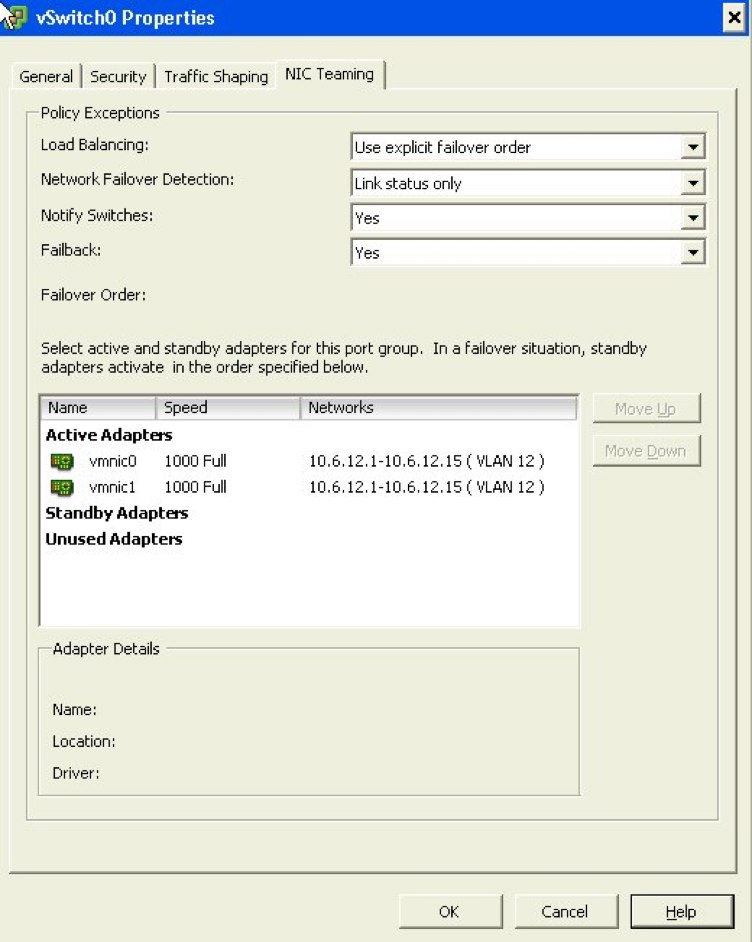 vSwitch0 Properties
General Security Traffic Shaping NIC Teaming
Policy Exceptions
Load Balancing: Use explicit failover order
Network Failover Detection: Link status only
Notify Switches: Yes
Failback: Yes
Failover Order:
Select active and standby adapters for this port group. In a failover situation, standby
adapters activate in the order specified below.
Name Speed Networks Move Up
Active Adapters
vmnic0 1000 Full 10.6.12.1-10.6.12.15 ( VLAN 12 ) Move Down
vmnic1 1000 Full 10.6.12.1-10.6.12.15 ( VLAN 12 )
Standby Adapters
Unused Adapters
Adapter Details
Name:
Location:
Driver:
OK Cancel Help